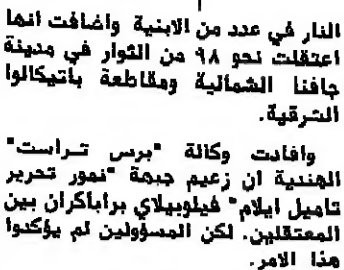 النار في عدد من الابنية واضافت انها
اعتقلت نحو ٩٨ من الثوار في مدينة
جافنا الشمالية ومقاطعة باتيكالوا
الشرقية.
وافادت وكالة "برس تراست"
الهندية ان زعيم جبهة "نمور تحرير
تاميل ايلام" فيلوبيلاي براباكران بين
المعتقلين. لكن المسؤولين لم يؤكدوا
هذا الامر.